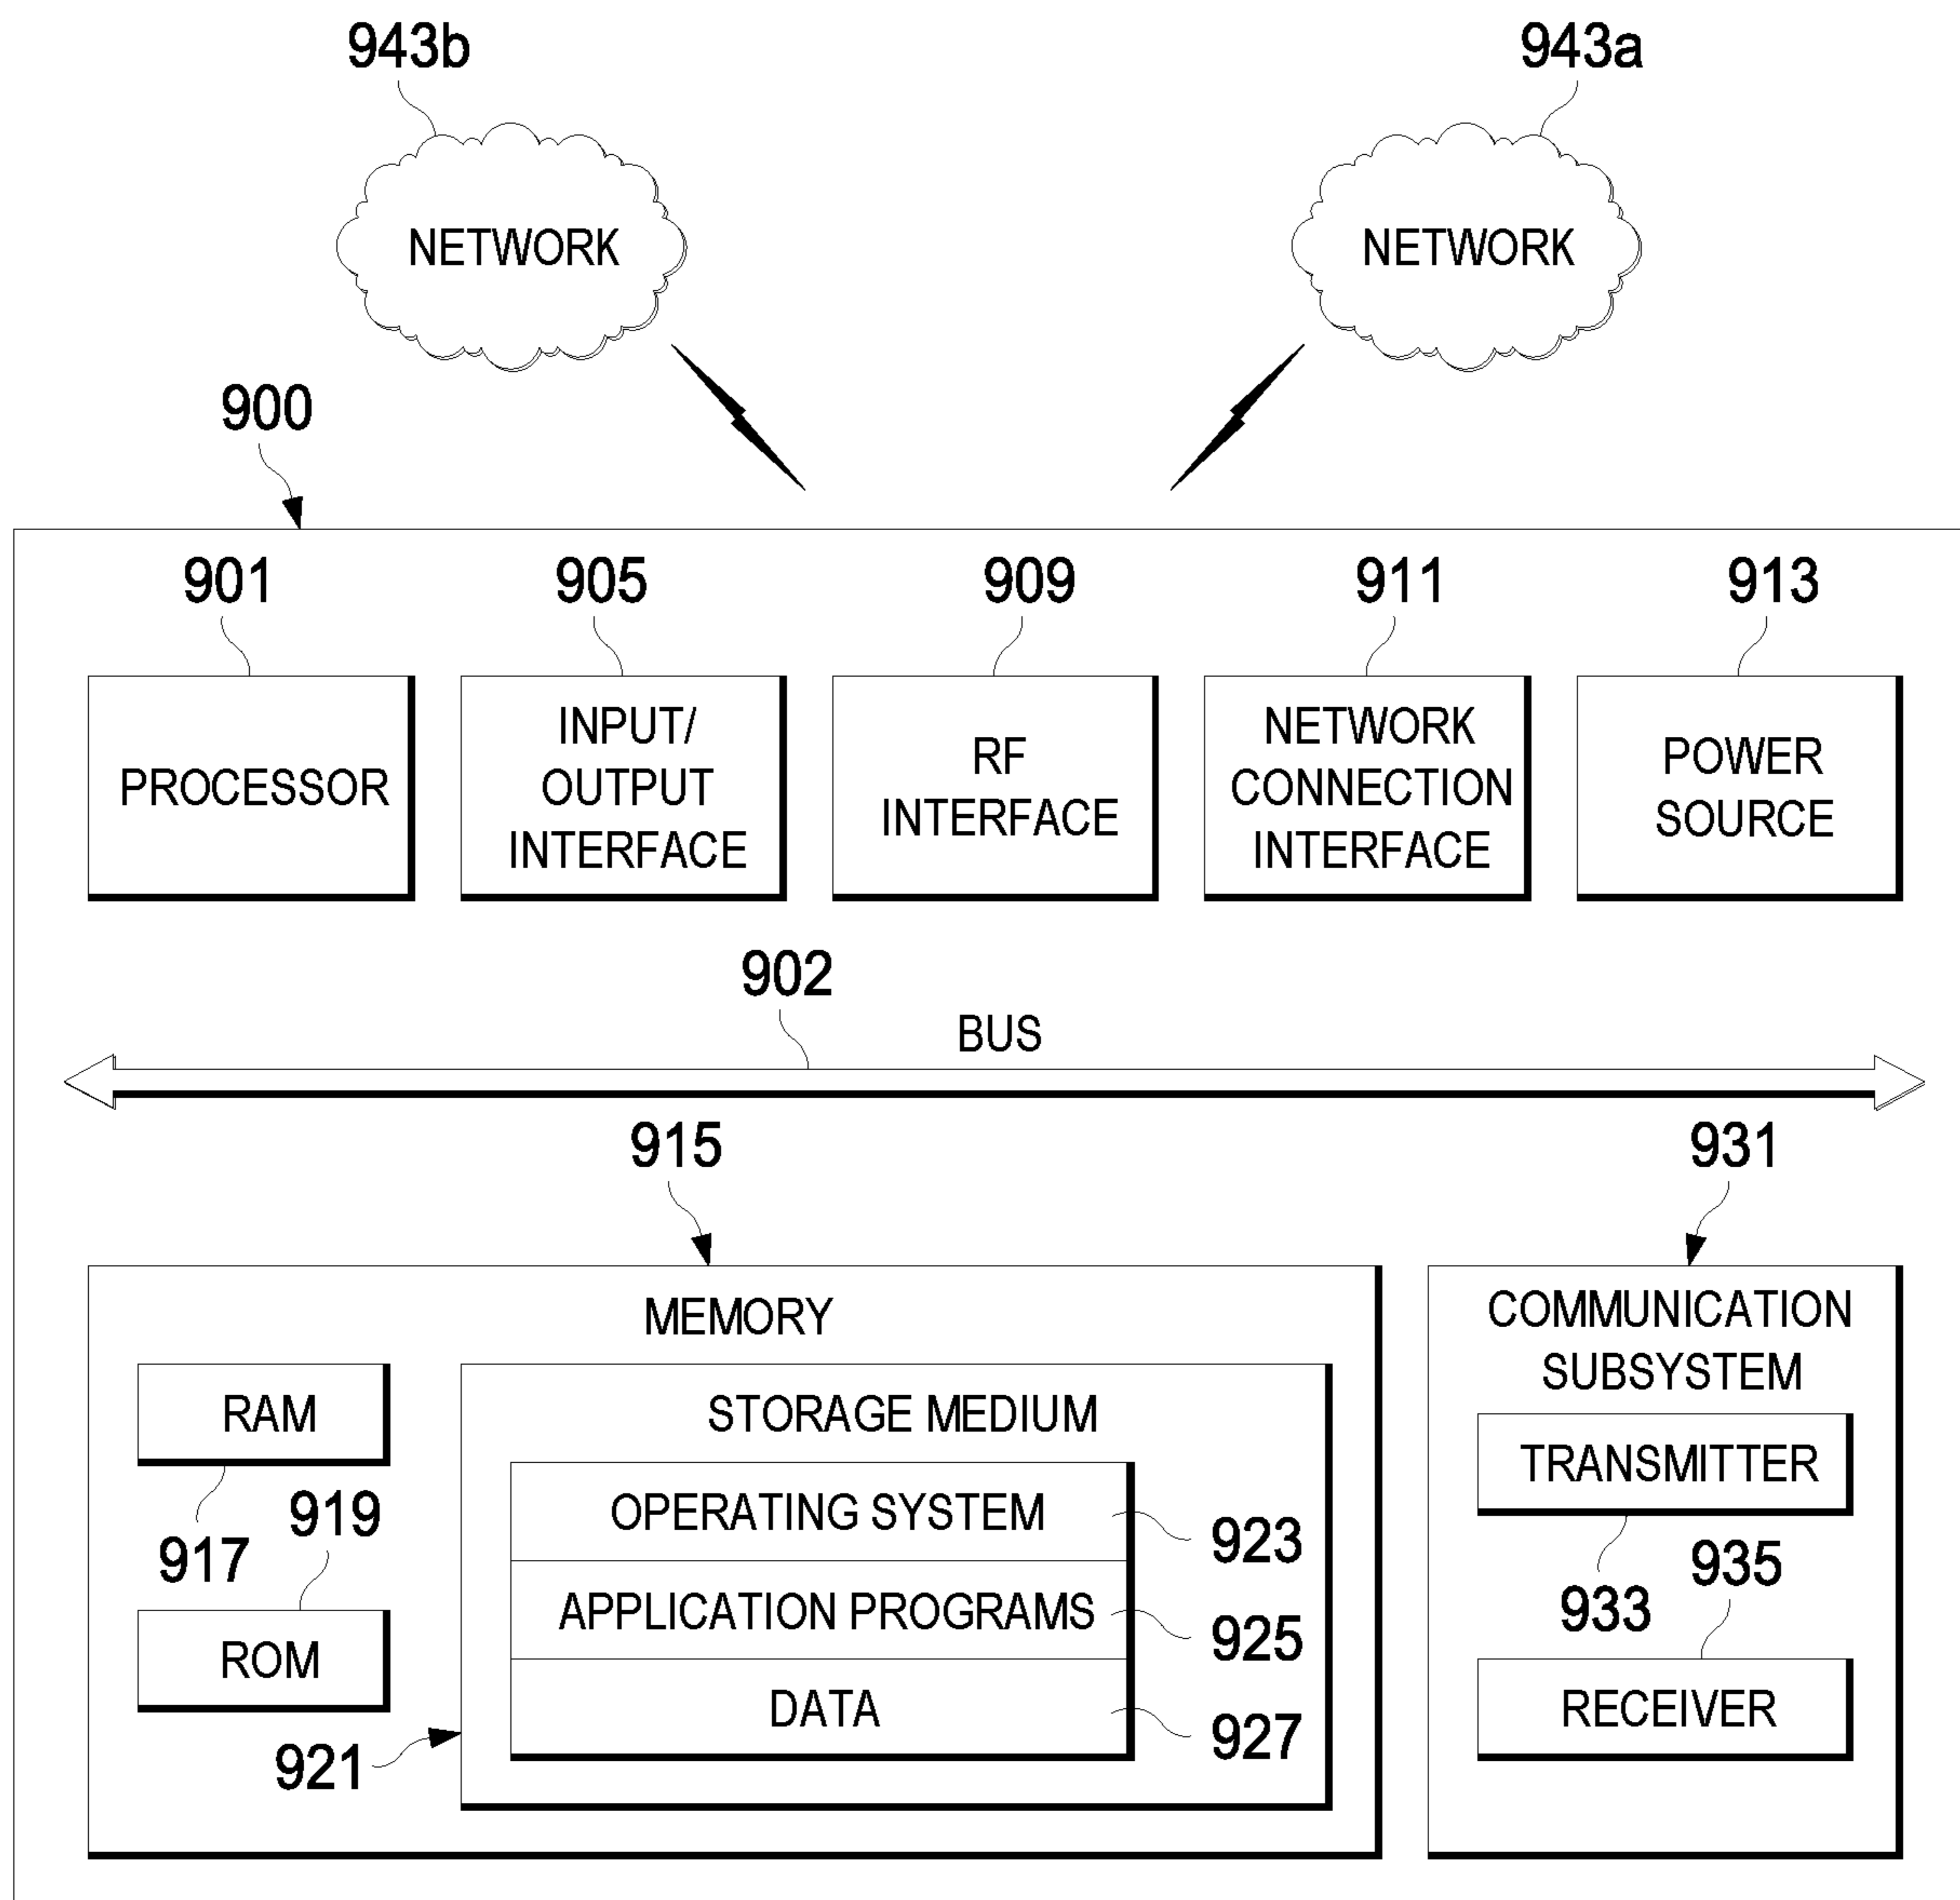 943b
943a
NETWORK
NETWORK
900
901
905
909
911
913
PROCESSOR
INPUT/
OUTPUT
INTERFACE
RF
INTERFACE
NETWORK
CONNECTION
INTERFACE
POWER
SOURCE
902
BUS
915
931
MEMORY
RAM
917
919
ROM
921
STORAGE MEDIUM
OPERATING SYSTEM
923
APPLICATION PROGRAMS
925
DATA
927
COMMUNICATION
SUBSYSTEM
TRANSMITTER
933
935
RECEIVER